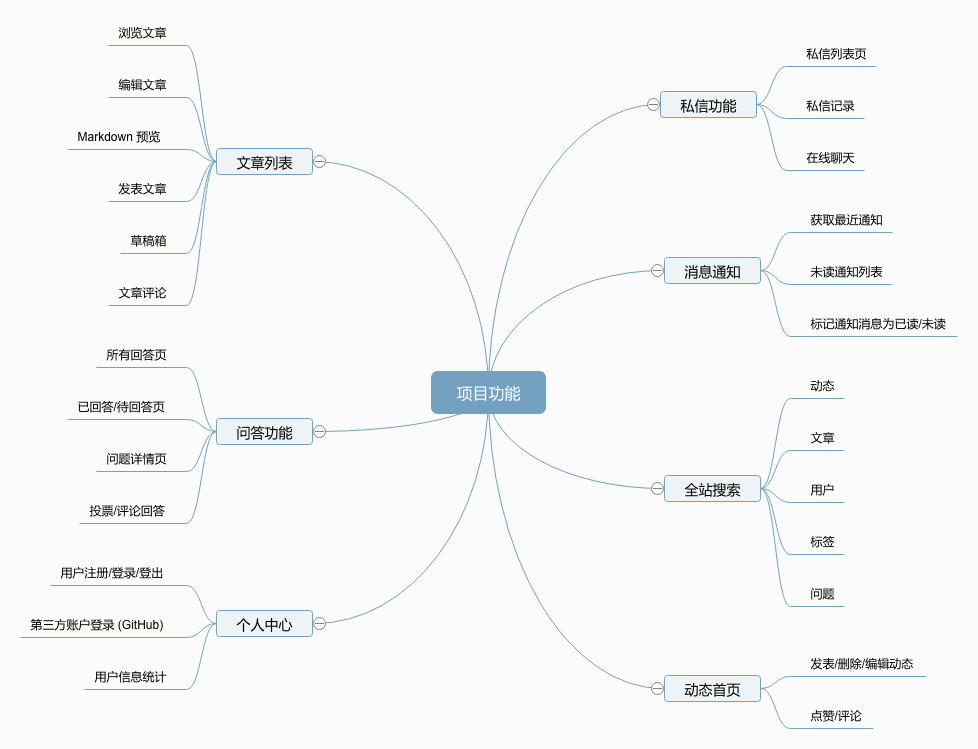 项目功能
文章列表
浏览文章
编辑文章
Markdown 预览
发表文章
草稿箱
文章评论
问答功能
所有回答页
已回答/待回答页
问题详情页
投票/评论回答
个人中心
用户注册/登录/登出
第三方账户登录 (GitHub)
用户信息统计
私信功能
私信列表页
私信记录
在线聊天
消息通知
获取最近通知
未读通知列表
标记通知消息为已读/未读
全站搜索
动态
文章
用户
标签
问题
动态首页
发表/删除/编辑动态
点赞/评论